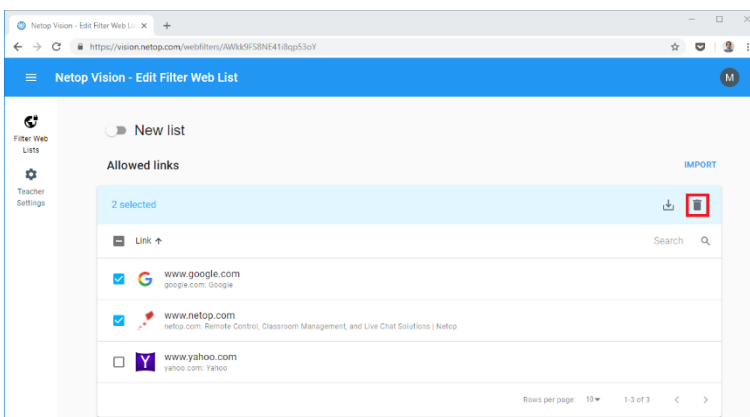 Netop Vision - Edit Filter Web Li
https://vision.netop.com/webfilters/AWkk9FS8NE41i8qp53oY
Netop Vision - Edit Filter Web List
M
Filter Web
Lists
Teacher
Settings
New list
Allowed links
IMPORT
2 selected
Link
Search
www.google.com
google.com: Google
www.netop.com
netop.com: Remote Control, Classroom Management, and Live Chat Solutions | Netop
www.yahoo.com
yahoo.com: Yahoo
Rows per page: 10 1-3 of 3